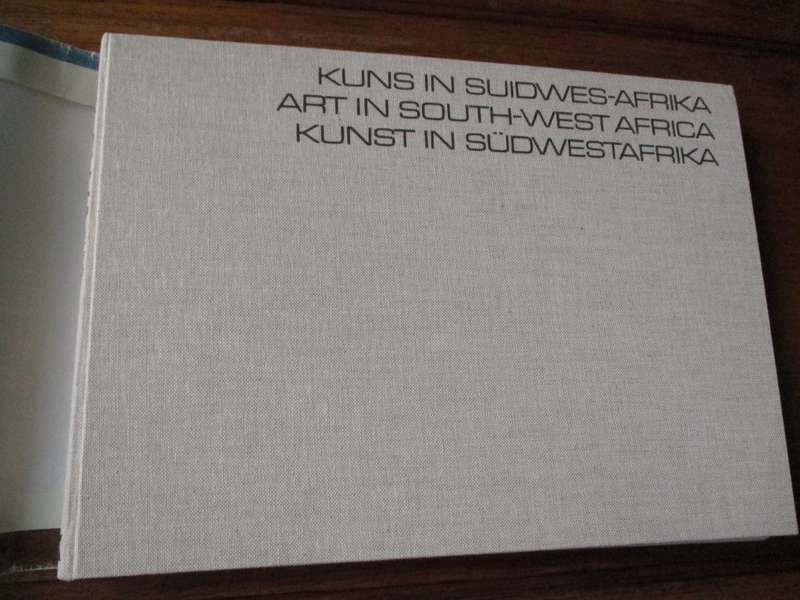 KUNS IN SUIDWES-AFRIKA
ART IN SOUTH-WEST AFRICA
KUNST IN SÜDWESTAFRIKA